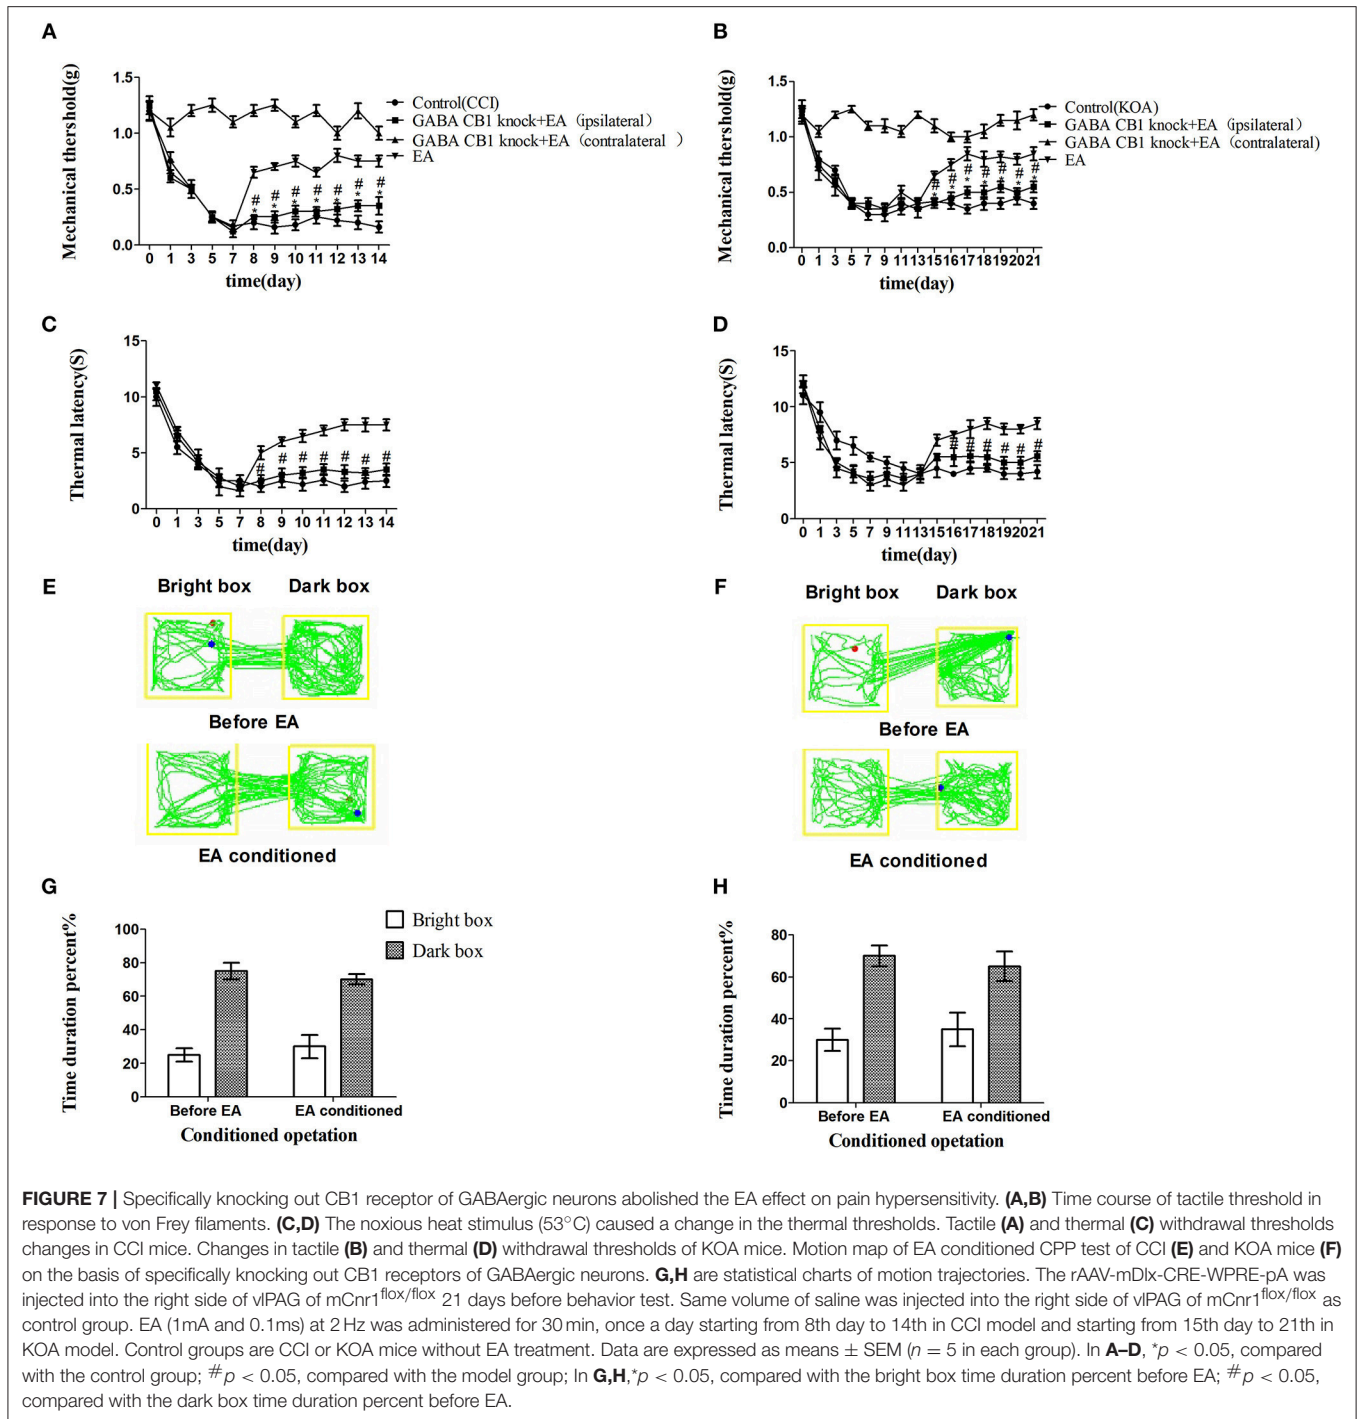 A
Mechanical thershold(g)
1.5
1.0
0.5
0.0
0 1 3 5 7 8 9 10 11 12 13 14
time(day)
Control(CCI)
GABA CB1 knock+EA (ipsilateral)
GABA CB1 knock+EA (contralateral )
EA
# # # # # # #
* * * * * * *
B
Mechanical thershold(g)
1.5
1.0
0.5
0.0
0 1 3 5 7 9 11 13 15 16 17 18 19 20 21
time(day)
Control(KOA)
GABA CB1 knock+EA (ipsilateral)
GABA CB1 knock+EA (contralateral)
EA
# # # # # # #
* * * * * * *
C
Thermal latency(S)
15
10
5
0
0 1 3 5 7 8 9 10 11 12 13 14
time(day)
# # # # # # #
D
Thermal latency(S)
15
10
5
0
0 1 3 5 7 9 11 13 15 16 17 18 19 20 21
time(day)
# # # # # #
E
Bright box Dark box
Before EA
EA conditioned
F
Bright box Dark box
Before EA
EA conditioned
G
Time duration percent%
100
80
60
40
20
0
Before EA EA conditioned
Conditioned opetation
Bright box
Dark box
H
Time duration percent%
80
60
40
20
0
Before EA EA conditioned
Conditioned opetation
FIGURE 7 | Specifically knocking out CB1 receptor of GABAergic neurons abolished the EA effect on pain hypersensitivity. (A,B) Time course of tactile threshold in
response to von Frey filaments. (C,D) The noxious heat stimulus (53°C) caused a change in the thermal thresholds. Tactile (A) and thermal (C) withdrawal thresholds
changes in CCI mice. Changes in tactile (B) and thermal (D) withdrawal thresholds of KOA mice. Motion map of EA conditioned CPP test of CCI (E) and KOA mice (F)
on the basis of specifically knocking out CB1 receptors of GABAergic neurons. G,H are statistical charts of motion trajectories. The rAAV-mDlx-CRE-WPRE-pA was
injected into the right side of vlPAG of mCnr1flox/flox 21 days before behavior test. Same volume of saline was injected into the right side of vlPAG of mCnr1flox/flox as
control group. EA (1mA and 0.1ms) at 2 Hz was administered for 30 min, once a day starting from 8th day to 14th in CCI model and starting from 15th day to 21th in
KOA model. Control groups are CCI or KOA mice without EA treatment. Data are expressed as means ± SEM (n = 5 in each group). In A–D, *p < 0.05, compared
with the control group; #p < 0.05, compared with the model group; In G,H,*p < 0.05, compared with the bright box time duration percent before EA; #p < 0.05,
compared with the dark box time duration percent before EA.